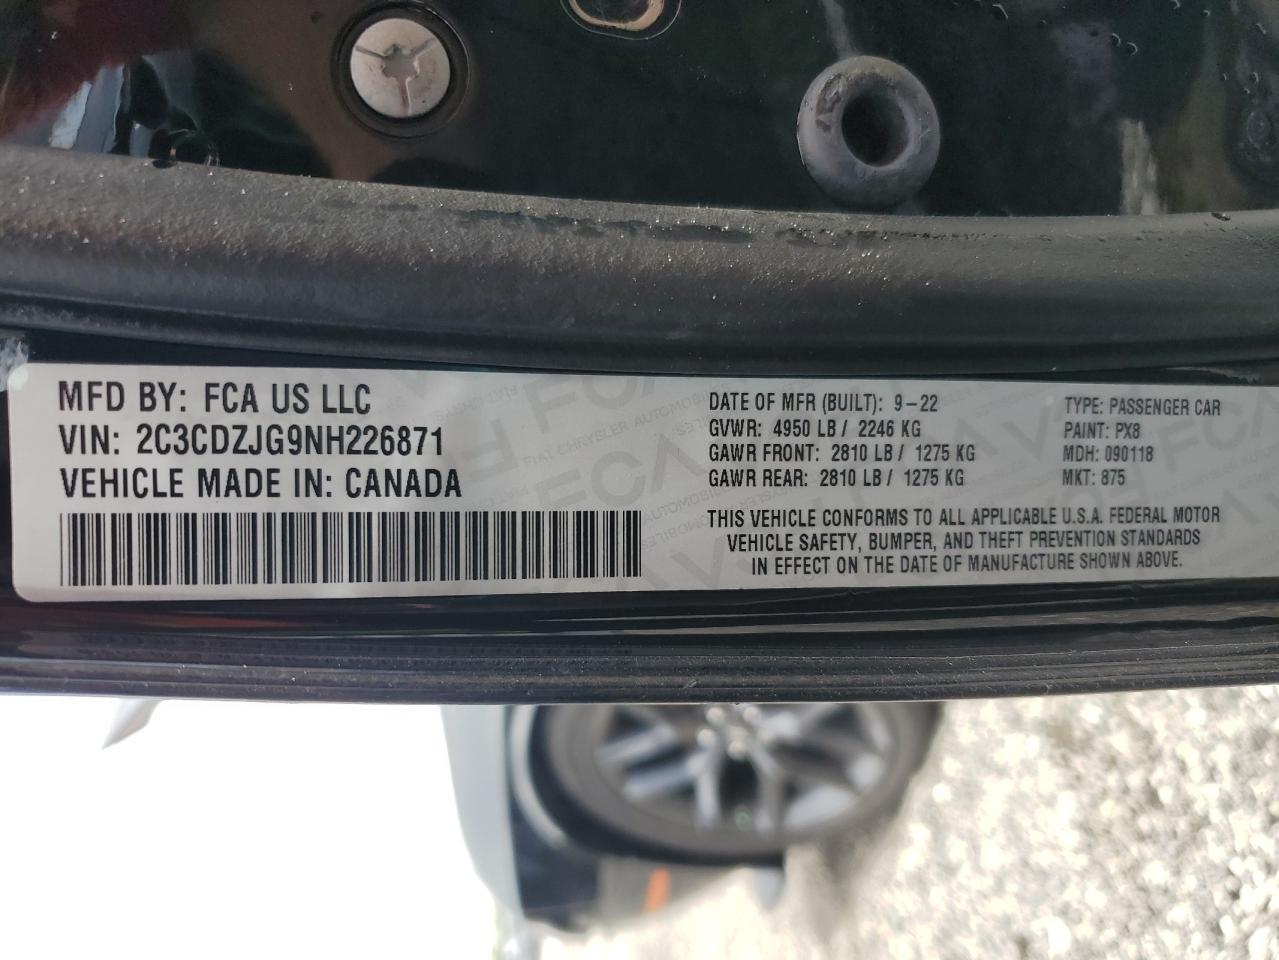 MFD BY: FCA US LLC
VIN: 2C3CDZJG9NH226871
VEHICLE MADE IN: CANADA
DATE OF MFR (BUILT): 9-22
GVWR: 4950 LB / 2246 KG
GAWR FRONT: 2810 LB / 1275 KG
GAWR REAR: 2810 LB / 1275 KG
TYPE: PASSENGER CAR
PAINT: PX8
MDH: 090118
MKT: 875
THIS VEHICLE CONFORMS TO ALL APPLICABLE U.S.A. FEDERAL MOTOR
VEHICLE SAFETY, BUMPER, AND THEFT PREVENTION STANDARDS
IN EFFECT ON THE DATE OF MANUFACTURE SHOWN ABOVE.